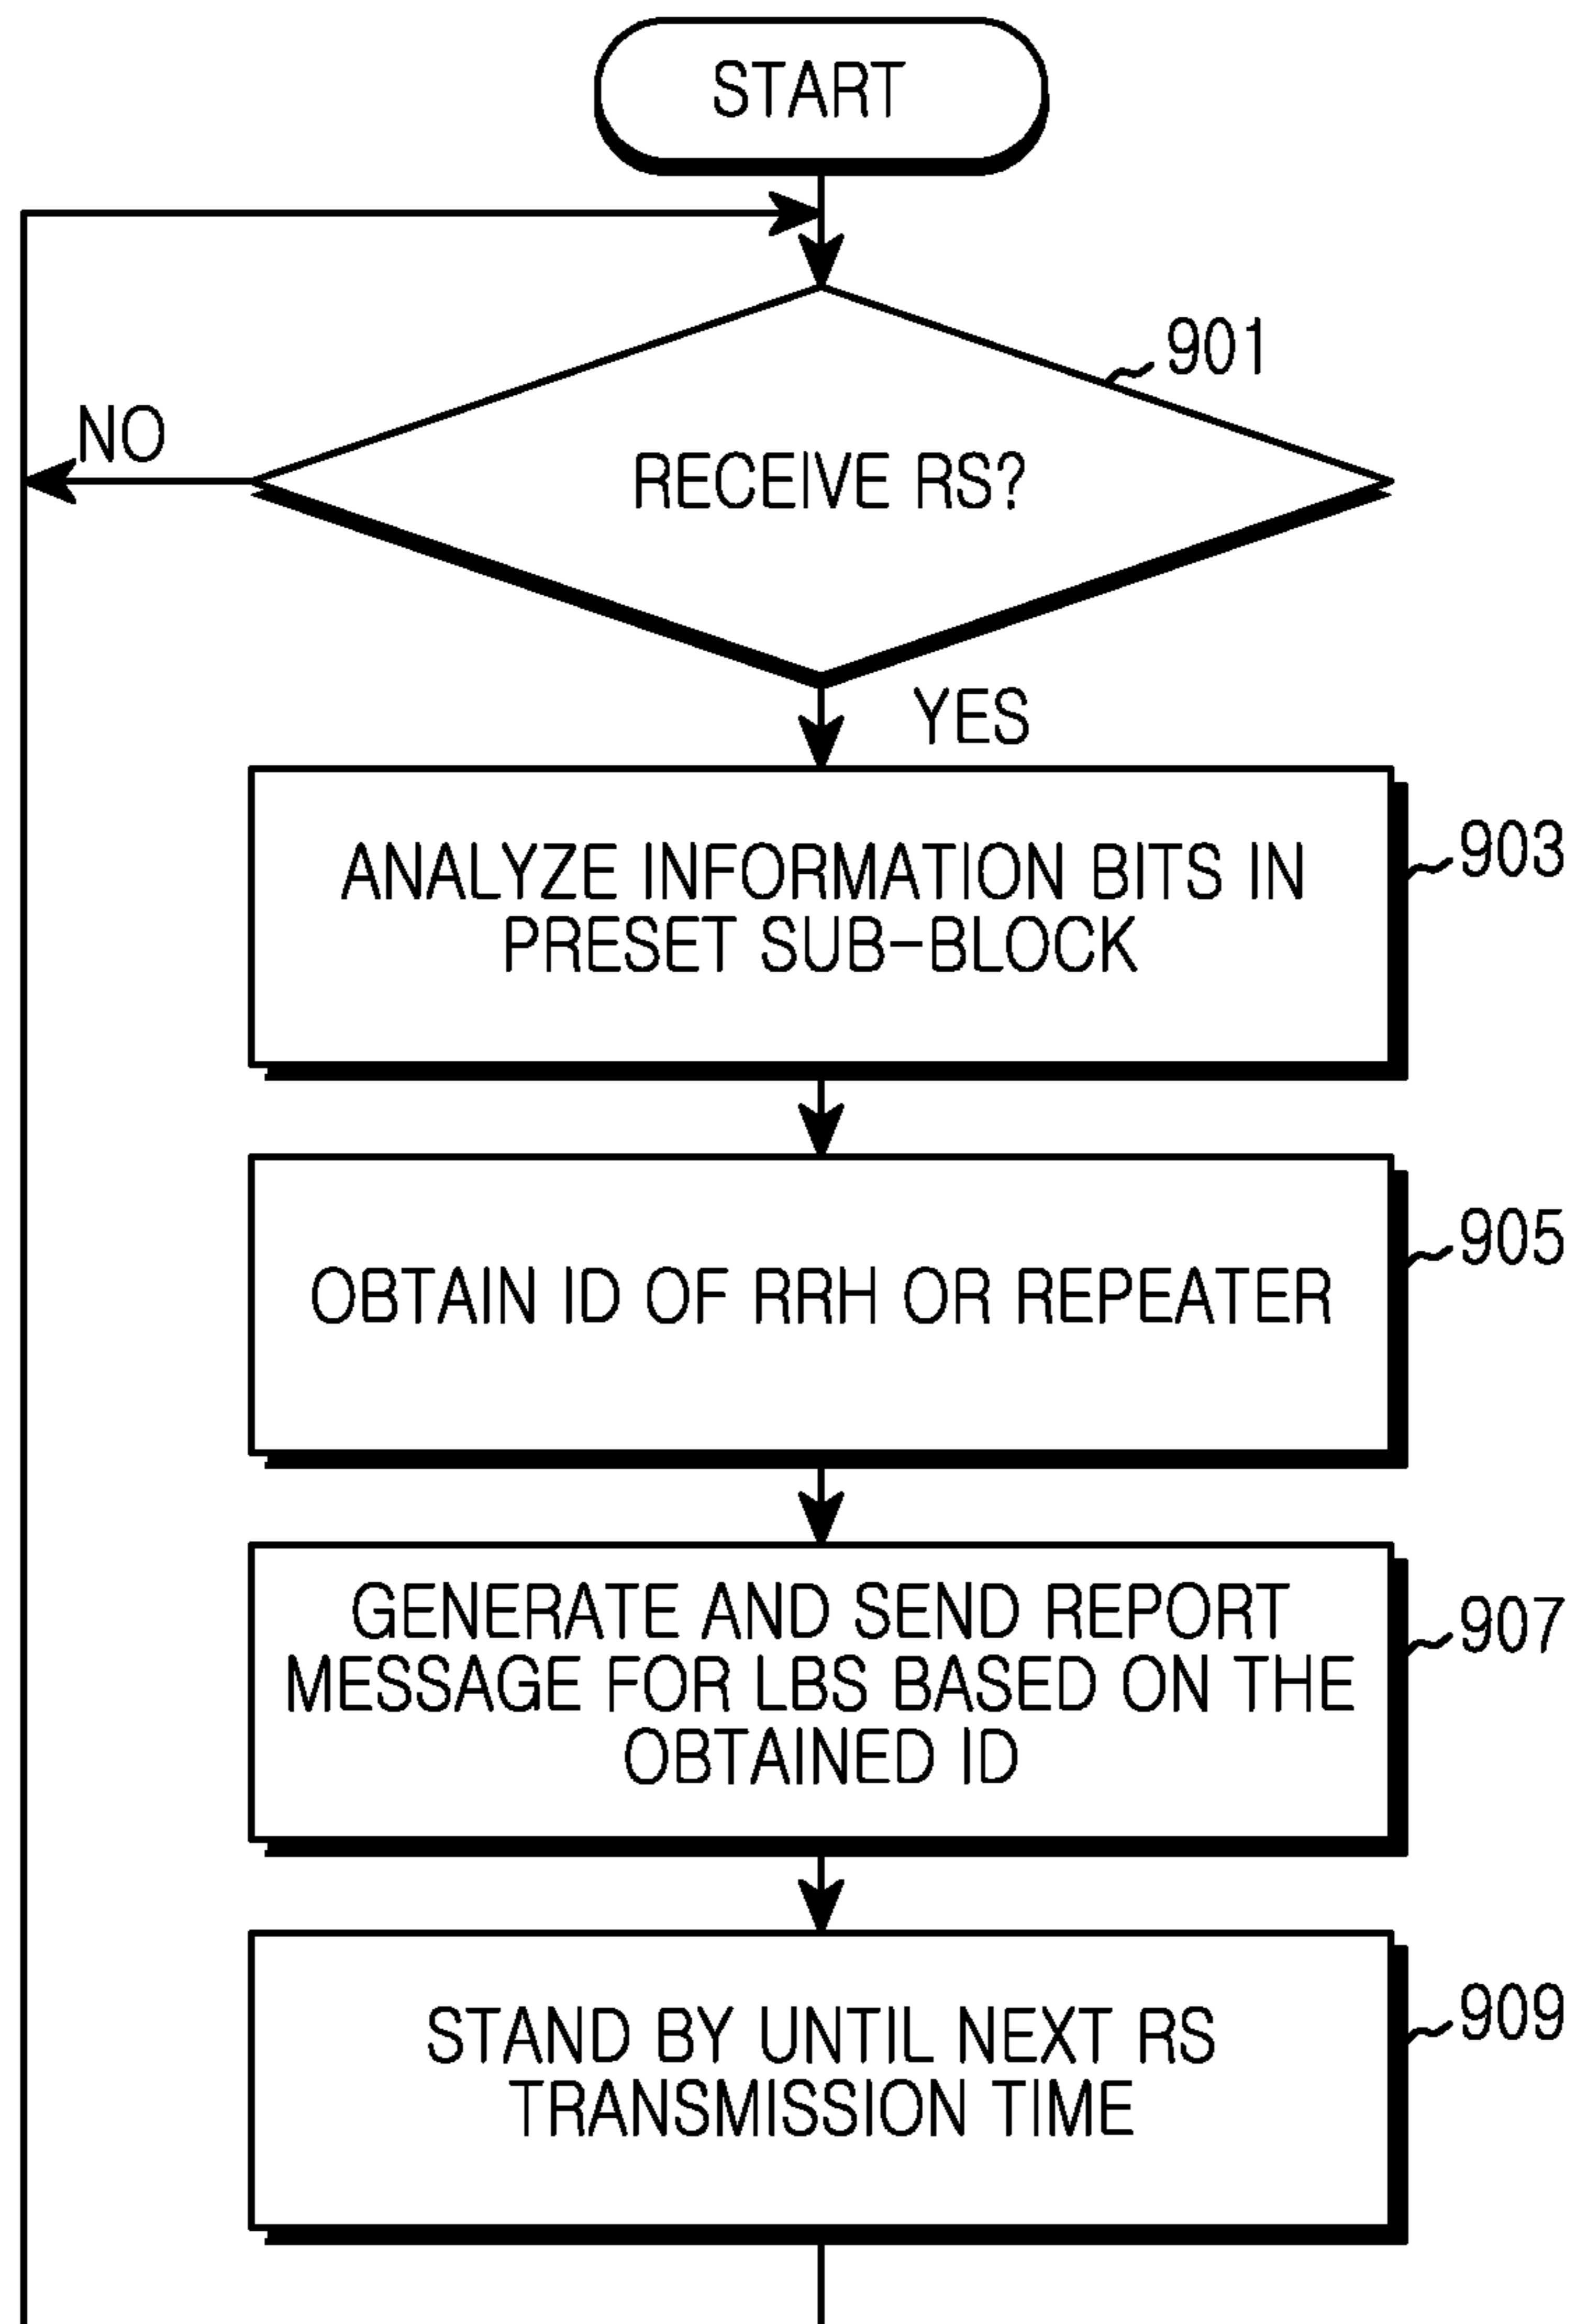 START
901
NO
RECEIVE RS?
YES
903
ANALYZE INFORMATION BITS IN
PRESET SUB-BLOCK
905
OBTAIN ID OF RRH OR REPEATER
907
GENERATE AND SEND REPORT
MESSAGE FOR LBS BASED ON THE
OBTAINED ID
909
STAND BY UNTIL NEXT RS
TRANSMISSION TIME